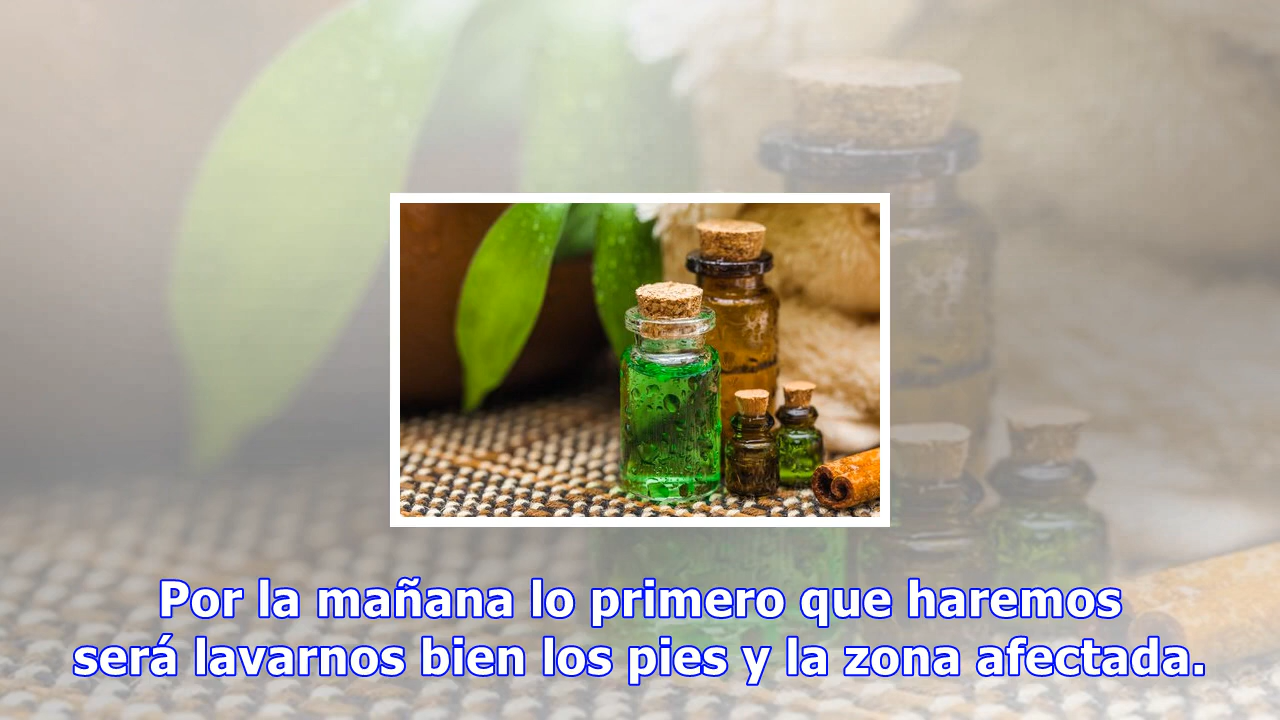 Por la mañana lo primero que haremos
será lavarnos bien los pies y la zona afectada.